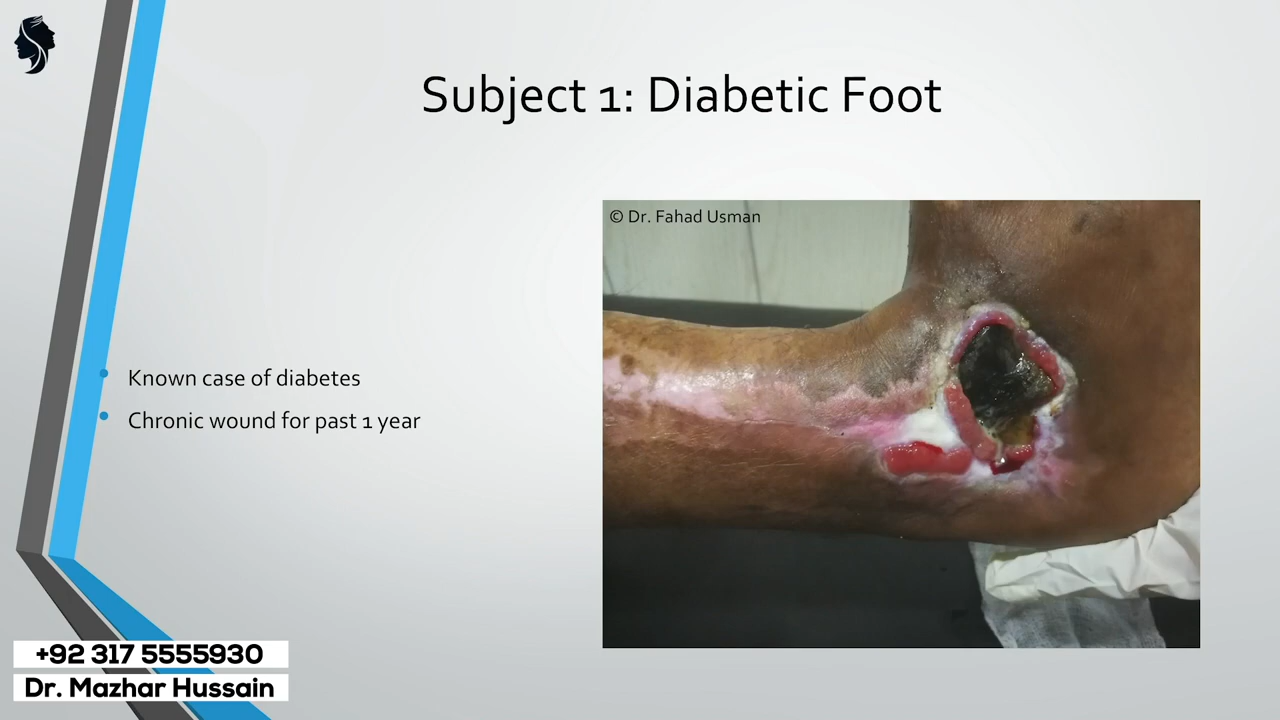 Subject 1: Diabetic Foot
© Dr. Fahad Usman
Known case of diabetes
Chronic wound for past 1 year
+92 317 5555930
Dr. Mazhar Hussain